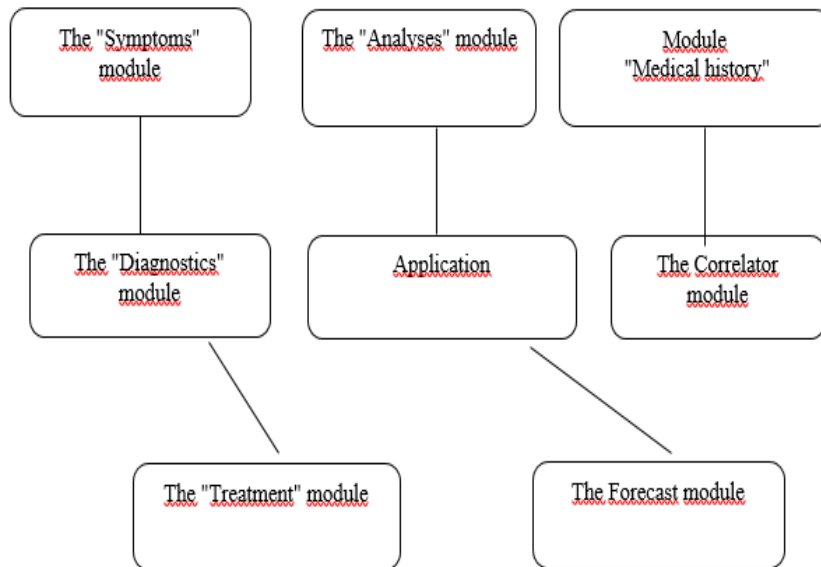 The "Symptoms"
module
The "Analyses" module
Module
"Medical history"
The "Diagnostics"
module
Application
The Correlator
module
The "Treatment" module
The Forecast module